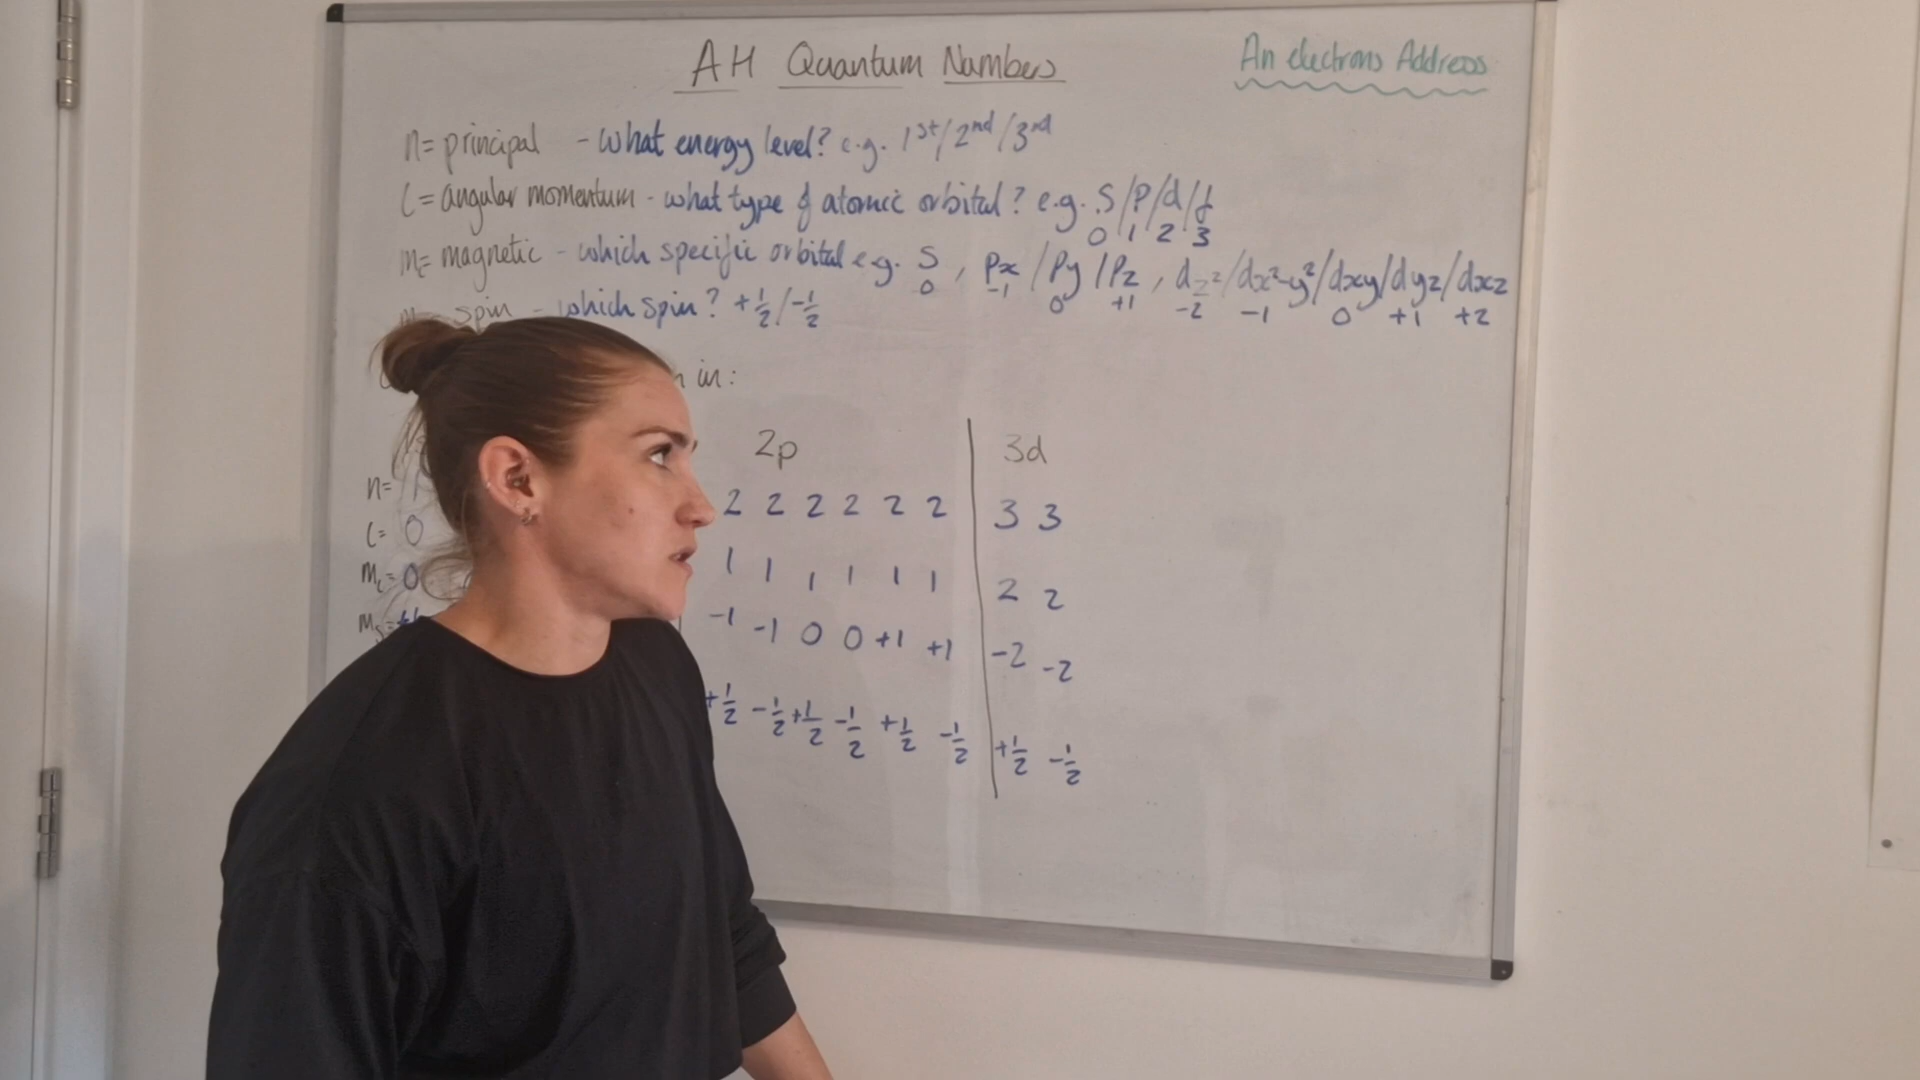 AH Quantum Numbers
An electrons Address
n= principal - What energy level? e.g. 1st/2nd/3rd
l= angular momentum - what type of atomic orbital? e.g. s/p/d/f
0 1 2 3
ml= magnetic - which specific orbital e.g. s, px/py/pz, dz²/dx²-y²/dxy/dyz/dxz
0 -1 0 +1 -2 -1 0 +1 +2
spin - which spin? +1/2/-1/2
in:
2p 3d
n= 2 2 2 2 2 2 3 3
l= 0 1 1 1 1 1 1 2 2
ml= 0 -1 -1 0 0 +1 +1 -2 -2
ms= +1/2 -1/2 +1/2 -1/2 +1/2 -1/2 +1/2 -1/2